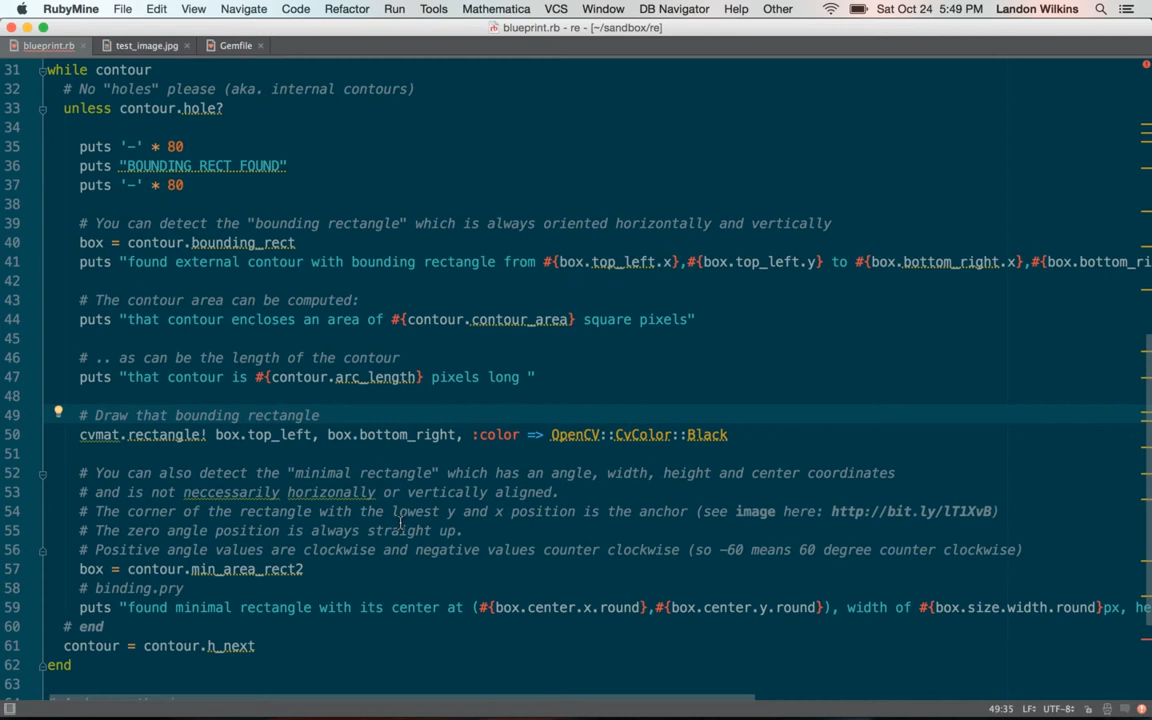 RubyMine File Edit View Navigate Code Refactor Run Tools Mathematica VCS Window DB Navigator Help Other Sat Oct 24 5:49 PM Landon Wilkins
blueprint.rb - re - [~/sandbox/re]
blueprint.rb test_image.jpg Gemfile
31 while contour
32 # No "holes" please (aka. internal contours)
33 unless contour.hole?
34
35 puts '-' * 80
36 puts "BOUNDING RECT FOUND"
37 puts '-' * 80
38
39 # You can detect the "bounding rectangle" which is always oriented horizontally and vertically
40 box = contour.bounding_rect
41 puts "found external contour with bounding rectangle from #{box.top_left.x},#{box.top_left.y} to #{box.bottom_right.x},#{box.bottom_ri
42
43 # The contour area can be computed:
44 puts "that contour encloses an area of #{contour.contour_area} square pixels"
45
46 # .. as can be the length of the contour
47 puts "that contour is #{contour.arc_length} pixels long "
48
49 # Draw that bounding rectangle
50 cvmat.rectangle! box.top_left, box.bottom_right, :color => OpenCV::CvColor::Black
51
52 # You can also detect the "minimal rectangle" which has an angle, width, height and center coordinates
53 # and is not neccessarily horizonally or vertically aligned.
54 # The corner of the rectangle with the lowest y and x position is the anchor (see image here: http://bit.ly/lT1XvB)
55 # The zero angle position is always straight up.
56 # Positive angle values are clockwise and negative values counter clockwise (so -60 means 60 degree counter clockwise)
57 box = contour.min_area_rect2
58 # binding.pry
59 puts "found minimal rectangle with its center at (#{box.center.x.round},#{box.center.y.round}), width of #{box.size.width.round}px, he
60 # end
61 contour = contour.h_next
62 end
63
49:35 LF UTF-8